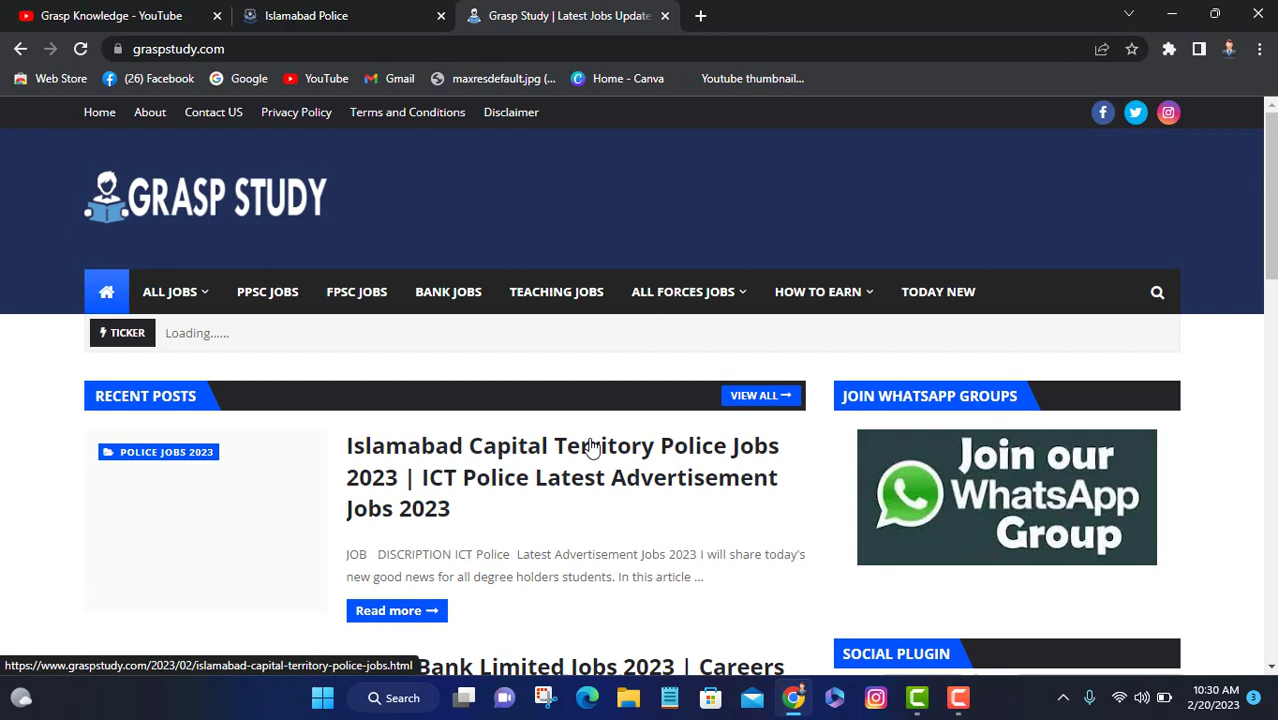 Grasp Knowledge - YouTube
Islamabad Police
Grasp Study | Latest Jobs Update
graspstudy.com
Web Store
(26) Facebook
Google
YouTube
Gmail
maxresdefault.jpg (...
Home - Canva
Youtube thumbnail...
Home
About
Contact US
Privacy Policy
Terms and Conditions
Disclaimer
GRASP STUDY
ALL JOBS
PPSC JOBS
FPSC JOBS
BANK JOBS
TEACHING JOBS
ALL FORCES JOBS
HOW TO EARN
TODAY NEW
TICKER
Loading......
RECENT POSTS
VIEW ALL
JOIN WHATSAPP GROUPS
POLICE JOBS 2023
Islamabad Capital Territory Police Jobs
2023 | ICT Police Latest Advertisement
Jobs 2023
JOB DISCRIPTION ICT Police Latest Advertisement Jobs 2023 I will share today's
new good news for all degree holders students. In this article ...
Read more
Join our
WhatsApp
Group
Bank Limited Jobs 2023 | Careers
SOCIAL PLUGIN
https://www.graspstudy.com/2023/02/islamabad-capital-territory-police-jobs.html
Search
10:30 AM
2/20/2023
3